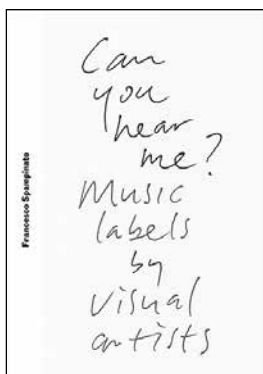 Francesco Spampinato
Can
you
hear
me?
Music
labels
by
visual
artists